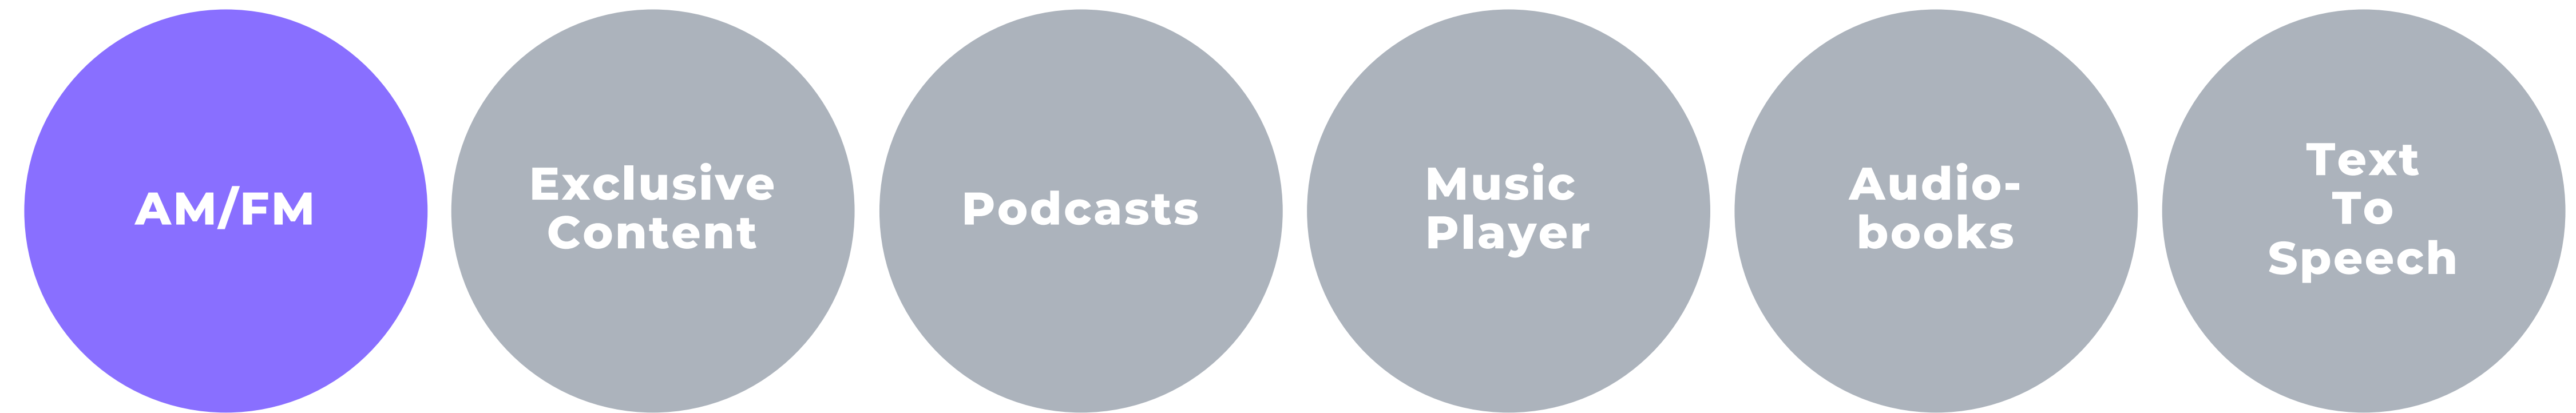 AM/FM
Exclusive
Content
Podcasts
Music
Player
Audio-
books
Text
To
Speech